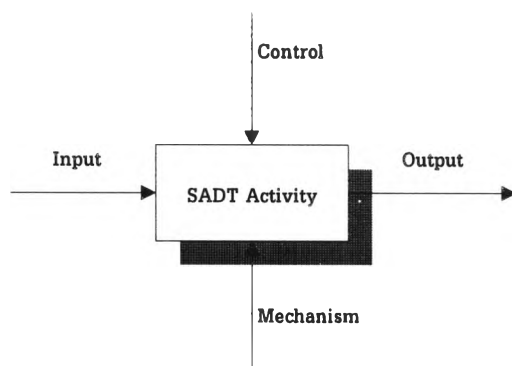 Control
Input
Output
SADT Activity
Mechanism